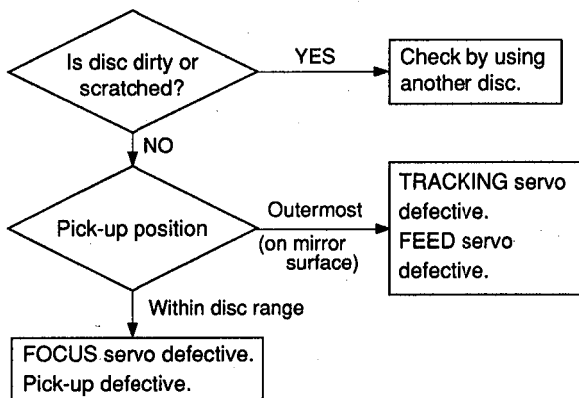 Is disc dirty or
scratched?
YES
Check by using
another disc.
NO
Pick-up position
Outermost
(on mirror
surface)
TRACKING servo
defective.
FEED servo
defective.
Within disc range
FOCUS servo defective.
Pick-up defective.